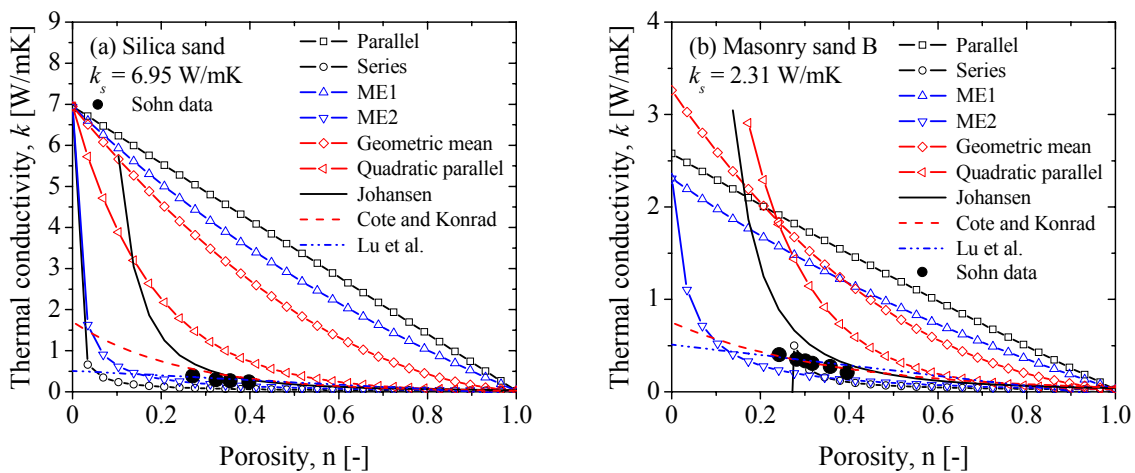 (a) Silica sand
k_s = 6.95 W/mK
Sohn data
Parallel
Series
ME1
ME2
Geometric mean
Quadratic parallel
Johansen
Cote and Konrad
Lu et al.
Thermal conductivity, k [W/mK]
9
8
7
6
5
4
3
2
1
0
0 0.2 0.4 0.6 0.8 1.0
Porosity, n [-]
(b) Masonry sand B
k_s = 2.31 W/mK
Parallel
Series
ME1
ME2
Geometric mean
Quadratic parallel
Johansen
Cote and Konrad
Lu et al.
Sohn data
Thermal conductivity, k [W/mK]
4
3
2
1
0
0 0.2 0.4 0.6 0.8 1.0
Porosity, n [-]